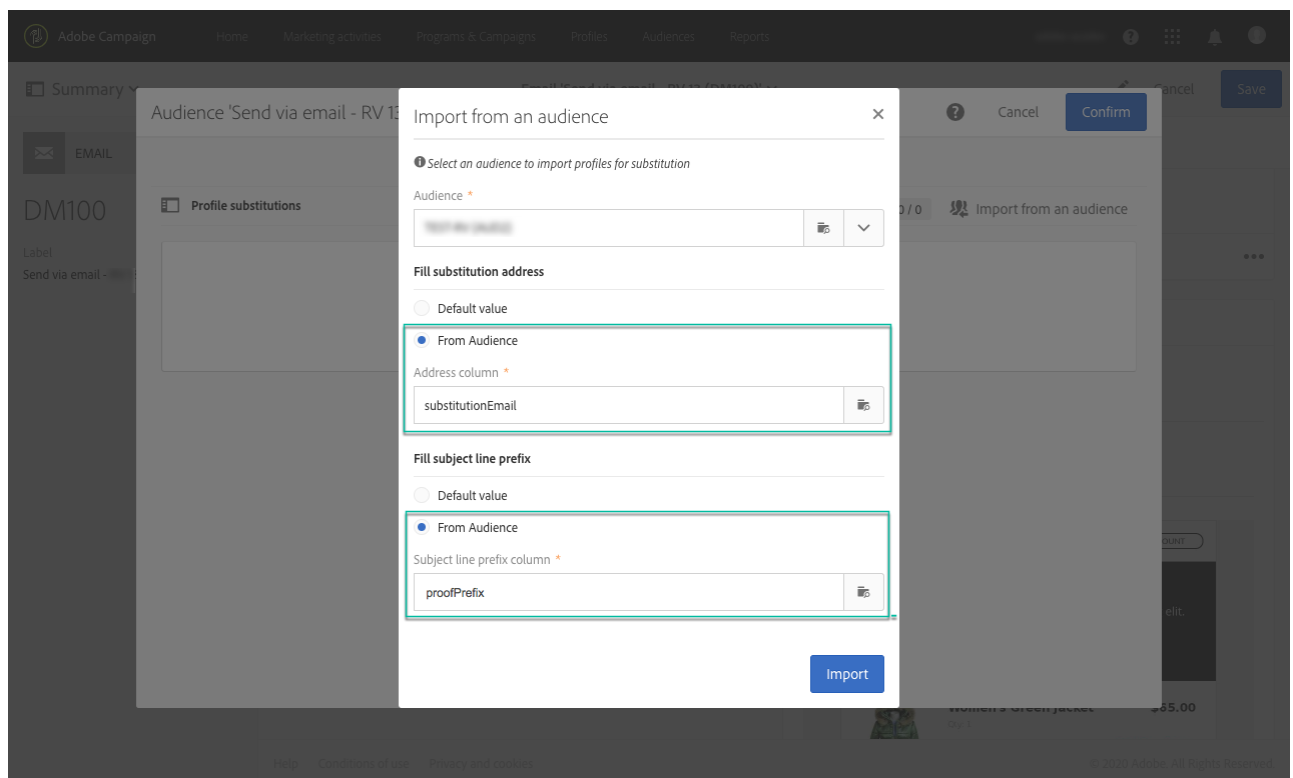 Adobe Campaign Home Marketing activities Programs & Campaigns Profiles Audiences Reports
Summary
Cancel
Save
Audience 'Send via email - RV 13
Import from an audience
Cancel
Confirm
EMAIL
Select an audience to import profiles for substitution
DM100
Profile substitutions
Audience *
0 / 0
Import from an audience
Label
Send via email -
Fill substitution address
Default value
From Audience
Address column *
substitutionEmail
Fill subject line prefix
Default value
From Audience
Subject line prefix column *
proofPrefix
elit.
Import
Women's Green Jacket $65.00
Qty: 1
Help Conditions of use Privacy and cookies © 2020 Adobe. All Rights Reserved